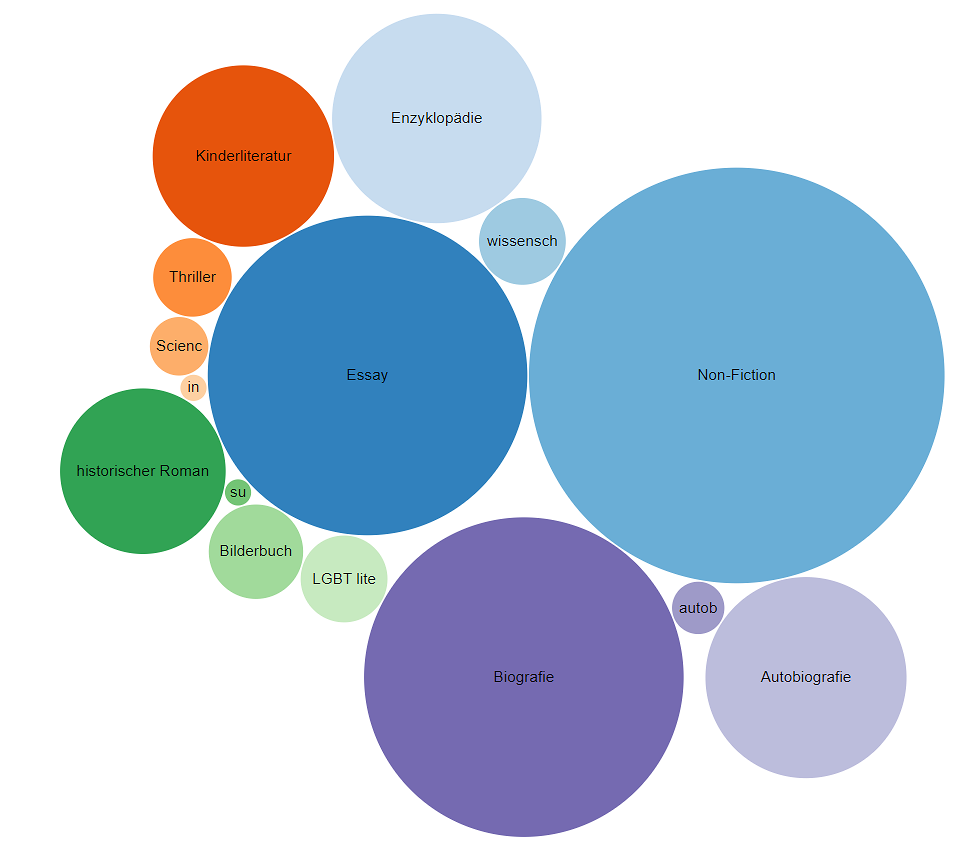 Enzyklopädie
Kinderliteratur
wissensch
Thriller
Scienc
Essay
Non-Fiction
in
historischer Roman
su
Bilderbuch
LGBT lite
autob
Biografie
Autobiografie